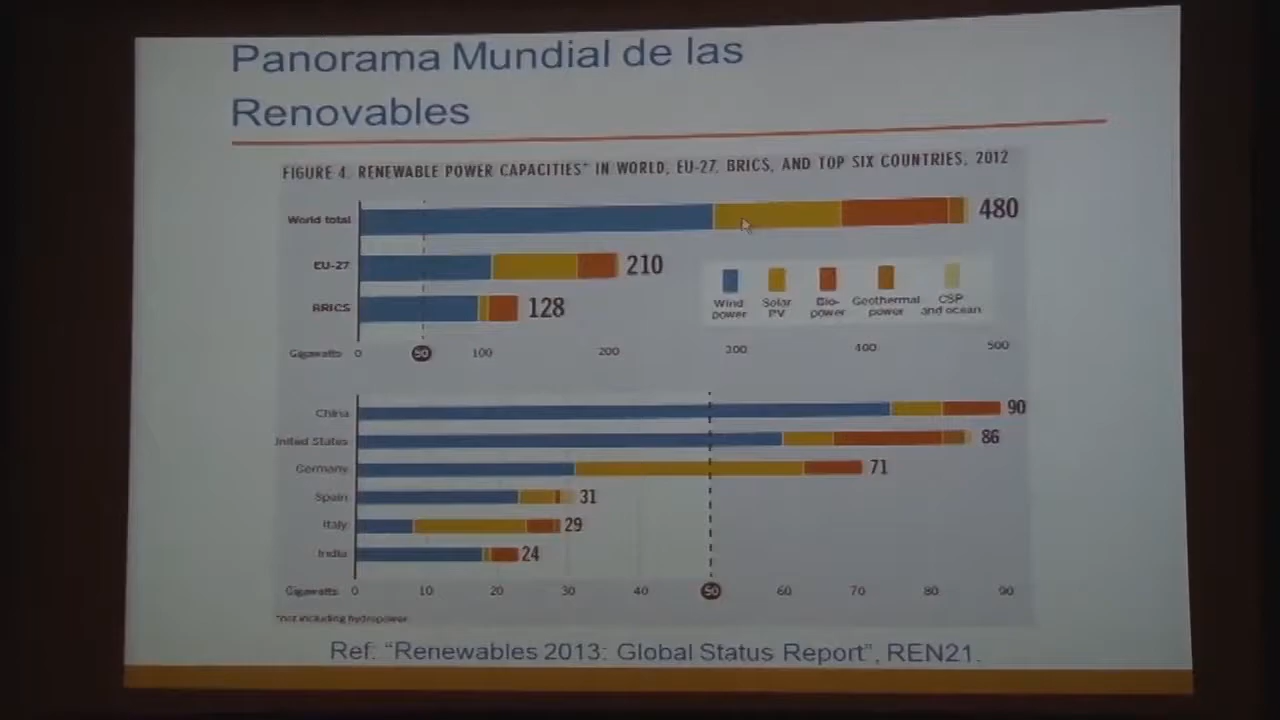 Panorama Mundial de las
Renovables
FIGURE 4. RENEWABLE POWER CAPACITIES* IN WORLD, EU-27, BRICS, AND TOP SIX COUNTRIES, 2012
World total 480
EU-27 210
BRICS 128
Wind power
Solar PV
Bio-power
Geothermal power
CSP and ocean
Gigawatts 0 50 100 200 300 400 500
China 90
United States 86
Germany 71
Spain 31
Italy 29
India 24
Gigawatts 0 10 20 30 40 50 60 70 80 90
*not including hydropower
Ref: "Renewables 2013: Global Status Report", REN21.